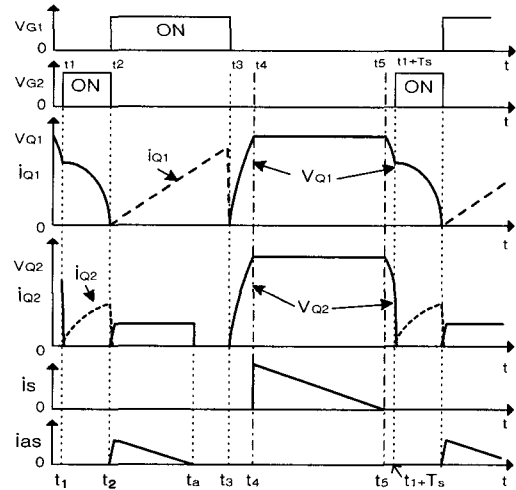 VG1
ON
0
t1 t2 t3 t4 t5 t1+Ts t
VG2
ON ON
0
t
VQ1
iQ1
iQ1
VQ1
0
t
VQ2
iQ2
iQ2
VQ2
0
t
is
0
t
ias
0
t1 t2 ta t3 t4 t5 t1+Ts t